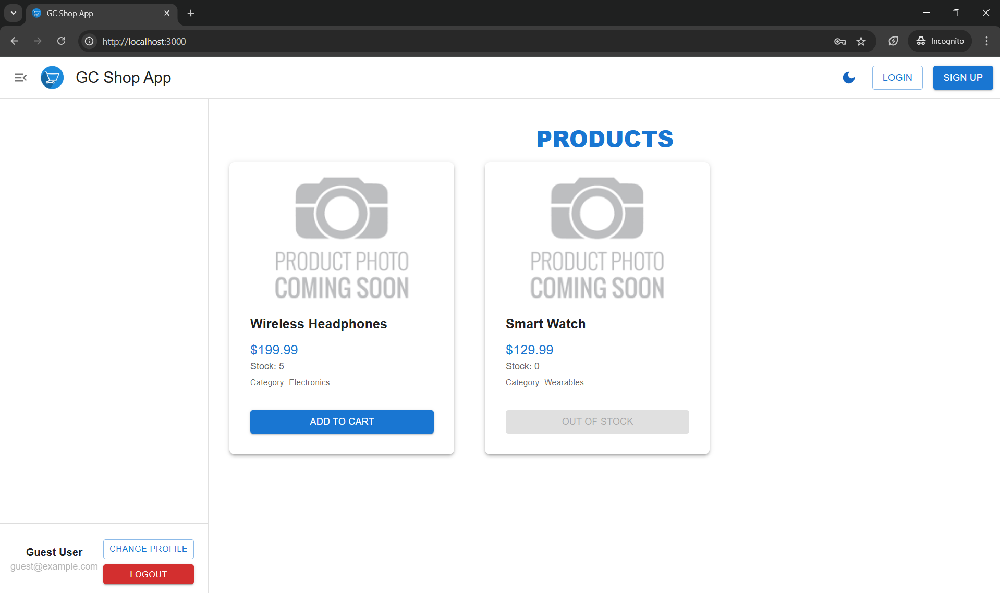 GC Shop App
http://localhost:3000
Incognito
GC Shop App
LOGIN
SIGN UP
PRODUCTS
PRODUCT PHOTO
COMING SOON
Wireless Headphones
$199.99
Stock: 5
Category: Electronics
ADD TO CART
PRODUCT PHOTO
COMING SOON
Smart Watch
$129.99
Stock: 0
Category: Wearables
OUT OF STOCK
Guest User
guest@example.com
CHANGE PROFILE
LOGOUT